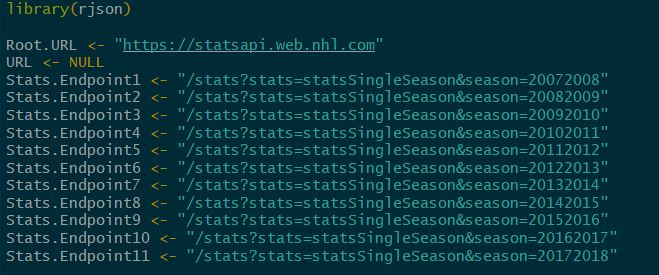 library(rjson)
Root.URL <- "https://statsapi.web.nhl.com"
URL <- NULL
Stats.Endpoint1 <- "/stats?stats=statsSingleSeason&season=20072008"
Stats.Endpoint2 <- "/stats?stats=statsSingleSeason&season=20082009"
Stats.Endpoint3 <- "/stats?stats=statsSingleSeason&season=20092010"
Stats.Endpoint4 <- "/stats?stats=statsSingleSeason&season=20102011"
Stats.Endpoint5 <- "/stats?stats=statsSingleSeason&season=20112012"
Stats.Endpoint6 <- "/stats?stats=statsSingleSeason&season=20122013"
Stats.Endpoint7 <- "/stats?stats=statsSingleSeason&season=20132014"
Stats.Endpoint8 <- "/stats?stats=statsSingleSeason&season=20142015"
Stats.Endpoint9 <- "/stats?stats=statsSingleSeason&season=20152016"
Stats.Endpoint10 <- "/stats?stats=statsSingleSeason&season=20162017"
Stats.Endpoint11 <- "/stats?stats=statsSingleSeason&season=20172018"